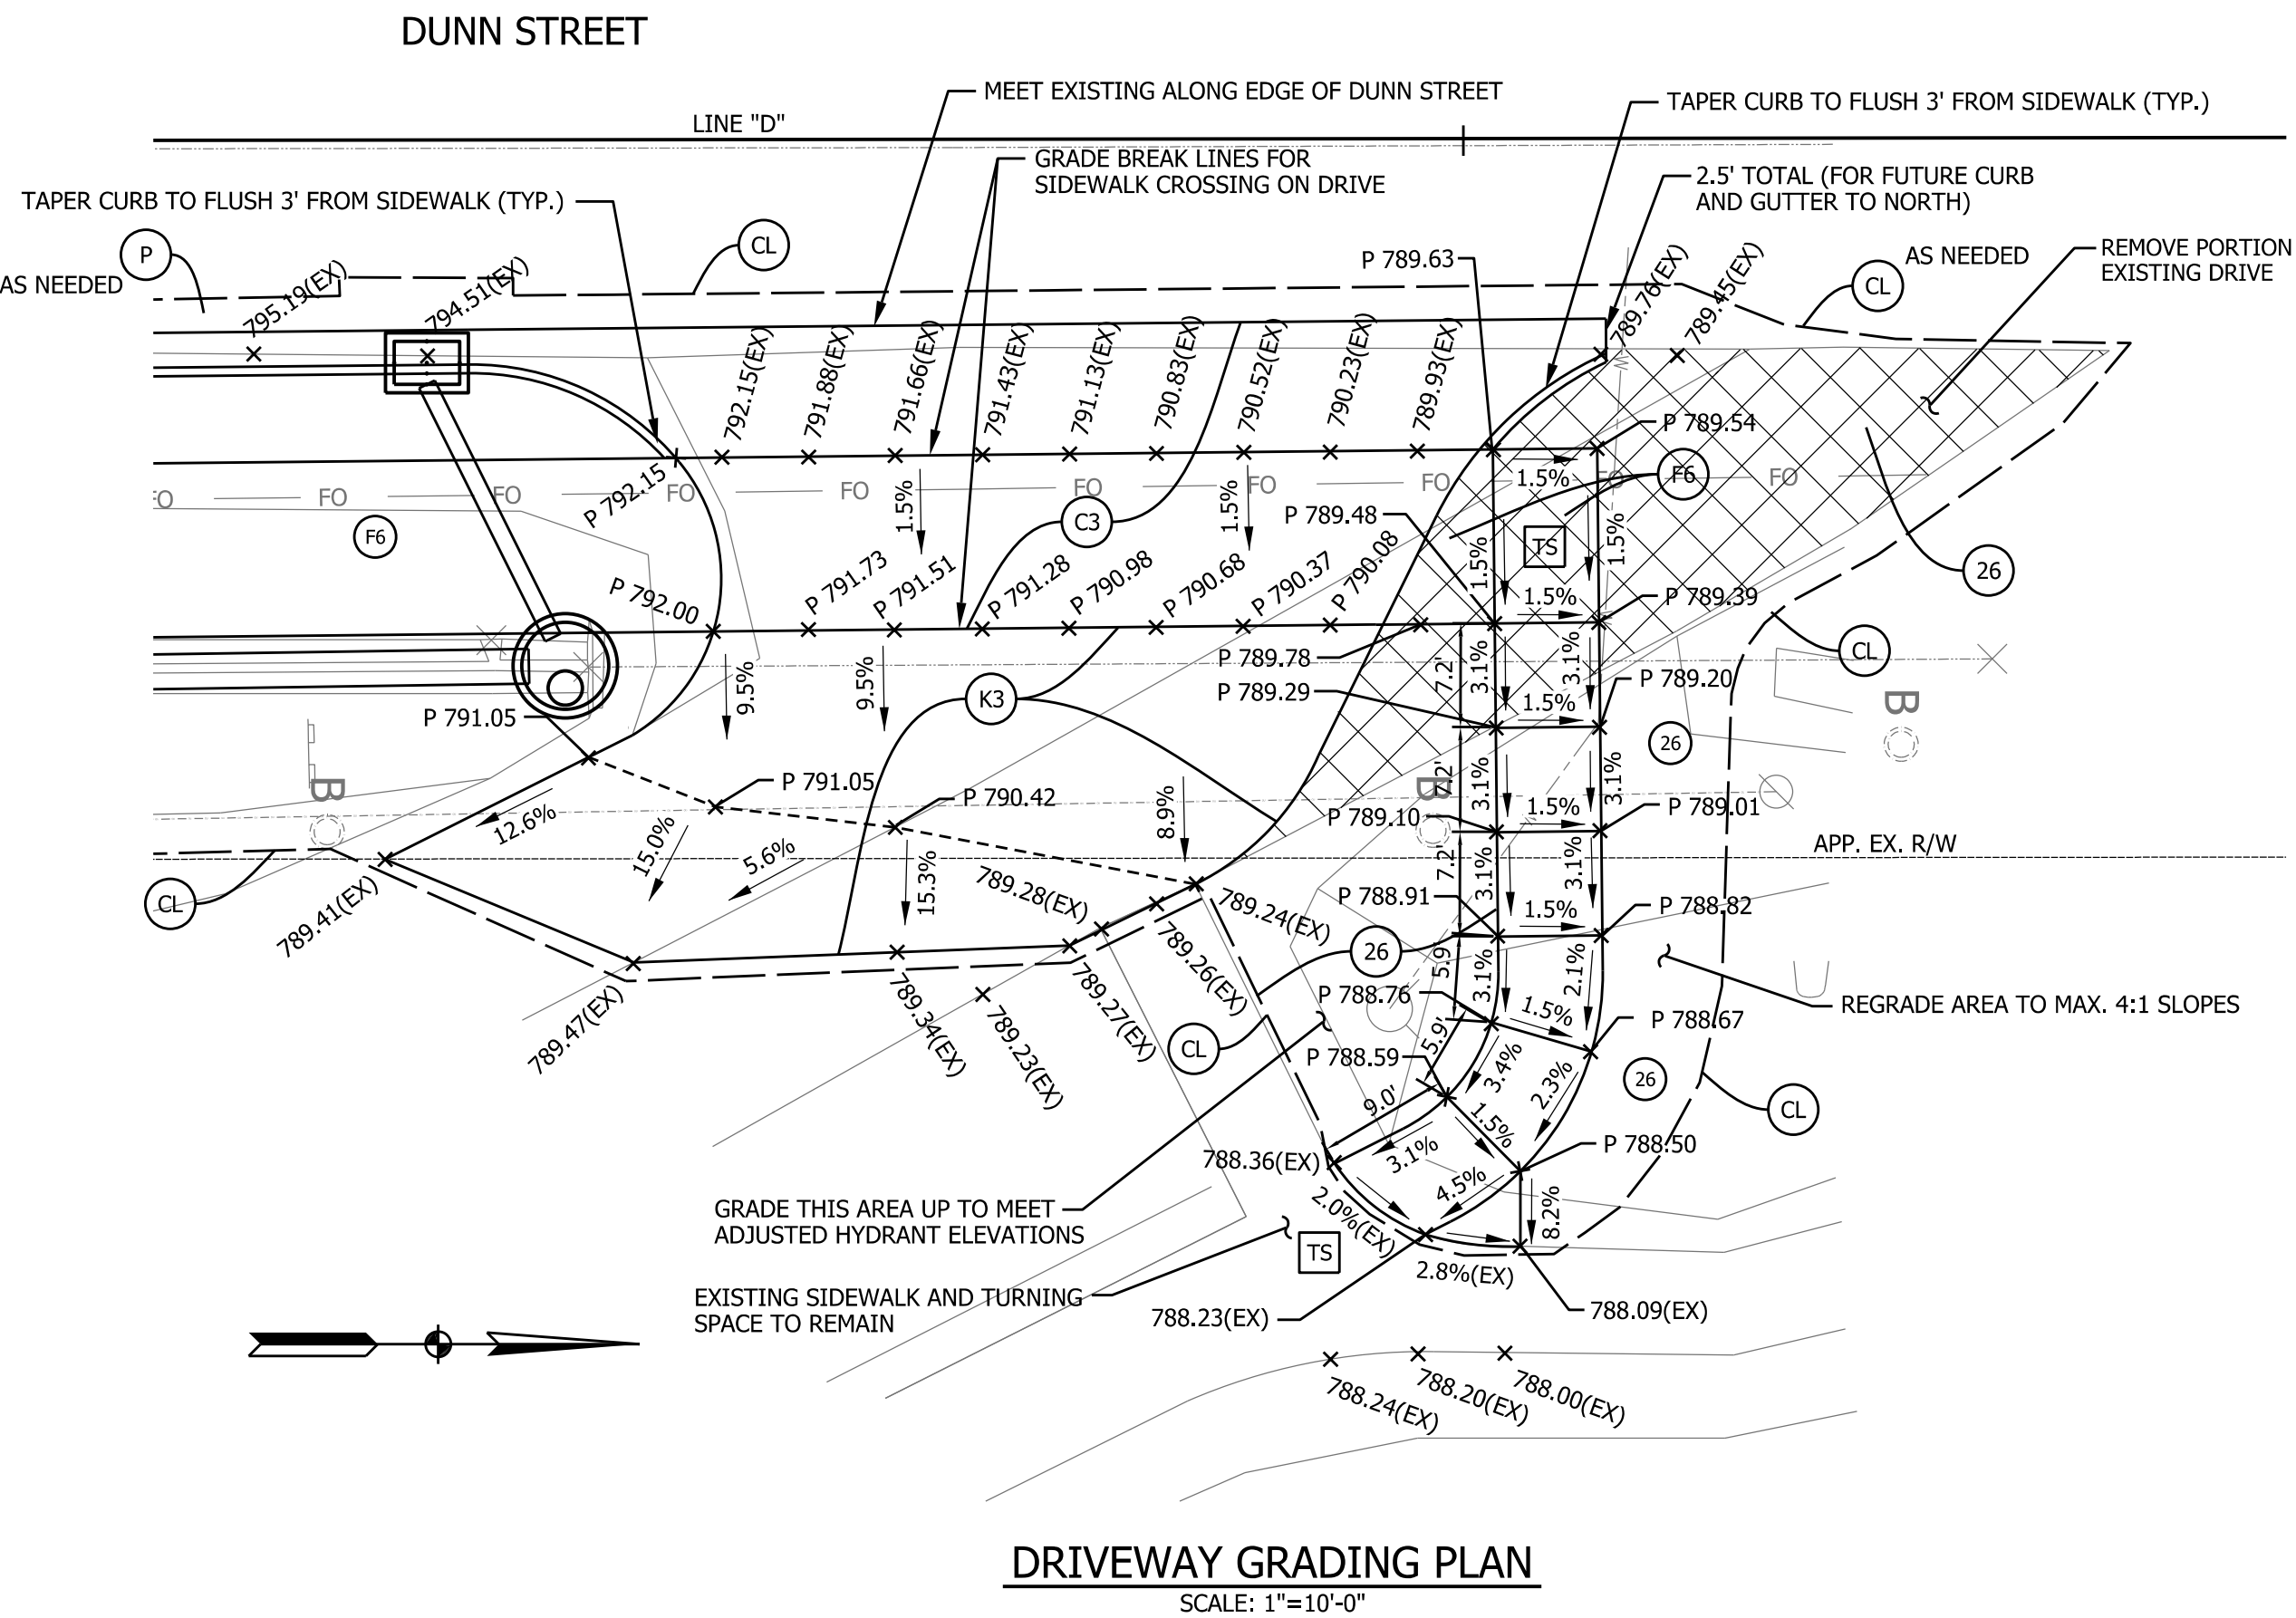 DUNN STREET
MEET EXISTING ALONG EDGE OF DUNN STREET
TAPER CURB TO FLUSH 3' FROM SIDEWALK (TYP.)
LINE "D"
GRADE BREAK LINES FOR
SIDEWALK CROSSING ON DRIVE
2.5' TOTAL (FOR FUTURE CURB
AND GUTTER TO NORTH)
TAPER CURB TO FLUSH 3' FROM SIDEWALK (TYP.)
P
CL
AS NEEDED
P 789.63
AS NEEDED
CL
REMOVE PORTION
EXISTING DRIVE
795.19(EX)
794.51(EX)
789.76(EX)
789.45(EX)
792.15(EX)
791.88(EX)
791.66(EX)
791.43(EX)
791.13(EX)
790.83(EX)
790.52(EX)
790.23(EX)
789.93(EX)
P 789.54
W
1.5%
F6
FO
FO
FO
FO
FO
FO
FO
FO
FO
FO
P 792.15
F6
1.5%
C3
1.5%
P 789.48
TS
1.5%
1.5%
26
P 792.00
P 791.73
P 791.51
P 791.28
P 790.98
P 790.68
P 790.37
P 790.08
1.5%
P 789.39
P 789.78
7.2'
3.1%
3.1%
CL
9.5%
9.5%
K3
P 789.29
1.5%
P 789.20
P 791.05
26
B
B
P 791.05
P 790.42
8.9%
B
7.2'
3.1%
3.1%
P 789.10
1.5%
P 789.01
12.6%
15.0%
5.6%
APP. EX. R/W
CL
15.3%
789.28(EX)
7.2'
3.1%
3.1%
P 788.91
1.5%
P 788.82
789.41(EX)
789.24(EX)
26
789.26(EX)
5.9'
3.1%
2.1%
789.47(EX)
789.34(EX)
789.23(EX)
789.27(EX)
P 788.76
1.5%
REGRADE AREA TO MAX. 4:1 SLOPES
P 788.67
CL
5.9'
P 788.59
3.4%
2.3%
26
9.0'
1.5%
CL
P 788.50
788.36(EX)
3.1%
4.5%
GRADE THIS AREA UP TO MEET
ADJUSTED HYDRANT ELEVATIONS
2.0%(EX)
8.2%
TS
2.8%(EX)
EXISTING SIDEWALK AND TURNING
SPACE TO REMAIN
788.23(EX)
788.09(EX)
788.24(EX)
788.20(EX)
788.00(EX)
DRIVEWAY GRADING PLAN
SCALE: 1"=10'-0"